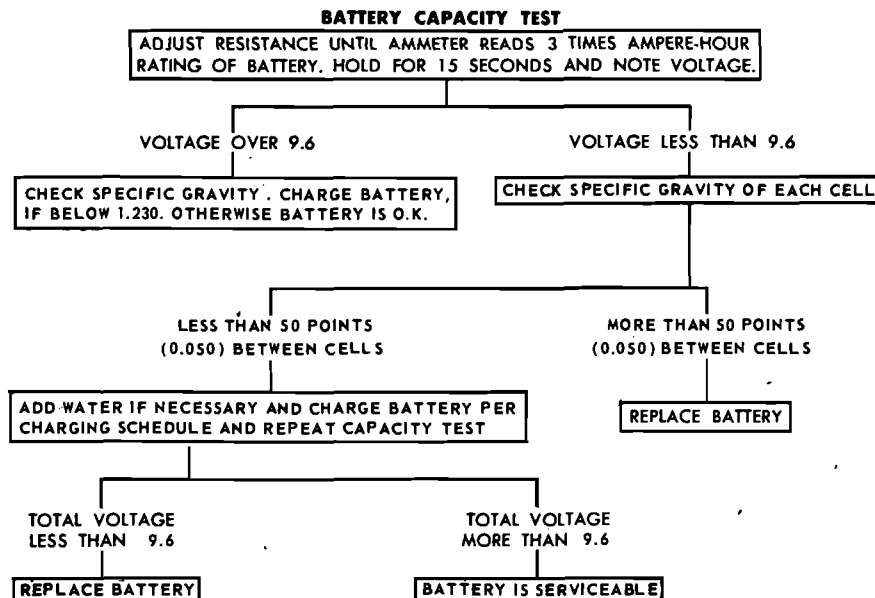 BATTERY CAPACITY TEST
ADJUST RESISTANCE UNTIL AMMETER READS 3 TIMES AMPERE-HOUR
RATING OF BATTERY. HOLD FOR 15 SECONDS AND NOTE VOLTAGE.
VOLTAGE OVER 9.6
VOLTAGE LESS THAN 9.6
CHECK SPECIFIC GRAVITY. CHARGE BATTERY,
IF BELOW 1.230. OTHERWISE BATTERY IS O.K.
CHECK SPECIFIC GRAVITY OF EACH CELL
LESS THAN 50 POINTS
(0.050) BETWEEN CELLS
MORE THAN 50 POINTS
(0.050) BETWEEN CELLS
ADD WATER IF NECESSARY AND CHARGE BATTERY PER
CHARGING SCHEDULE AND REPEAT CAPACITY TEST
REPLACE BATTERY
TOTAL VOLTAGE
LESS THAN 9.6
TOTAL VOLTAGE
MORE THAN 9.6
REPLACE BATTERY
BATTERY IS SERVICEABLE